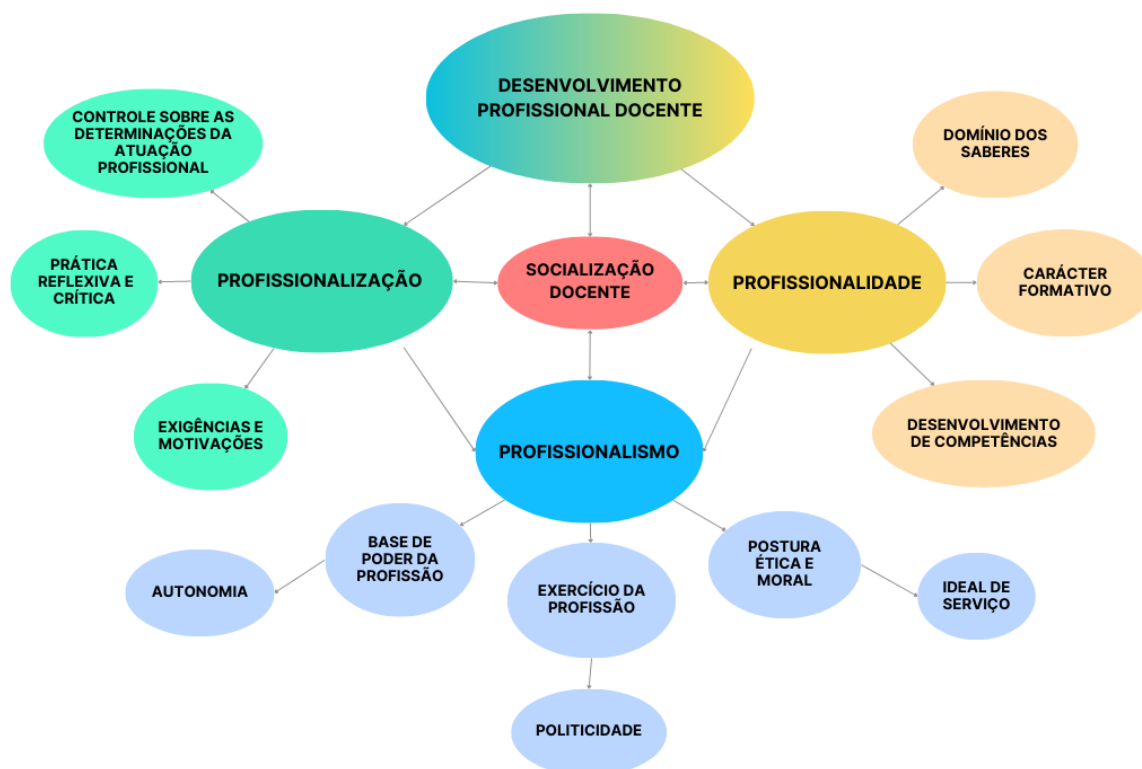 DESENVOLVIMENTO
PROFISSIONAL DOCENTE
CONTROLE SOBRE AS
DETERMINAÇÕES DA
ATUAÇÃO
PROFISSIONAL
DOMÍNIO DOS
SABERES
PRÁTICA
REFLEXIVA E
CRÍTICA
PROFISSIONALIZAÇÃO
SOCIALIZAÇÃO
DOCENTE
PROFISSIONALIDADE
CARÁCTER
FORMATIVO
EXIGÊNCIAS E
MOTIVAÇÕES
PROFISSIONALISMO
DESENVOLVIMENTO
DE COMPETÊNCIAS
AUTONOMIA
BASE DE
PODER DA
PROFISSÃO
EXERCÍCIO DA
PROFISSÃO
POSTURA
ÉTICA E
MORAL
IDEAL DE
SERVIÇO
POLITICIDADE